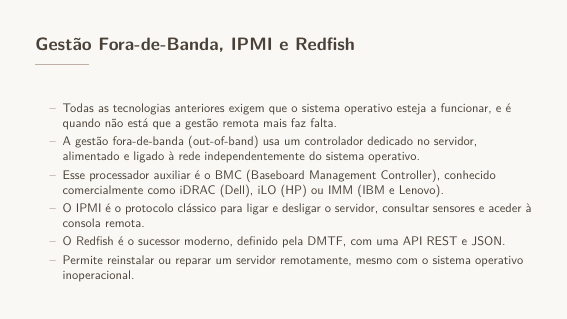 Gestão Fora-de-Banda, IPMI e Redfish
– Todas as tecnologias anteriores exigem que o sistema operativo esteja a funcionar, e é
quando não está que a gestão remota mais faz falta.
– A gestão fora-de-banda (out-of-band) usa um controlador dedicado no servidor,
alimentado e ligado à rede independentemente do sistema operativo.
– Esse processador auxiliar é o BMC (Baseboard Management Controller), conhecido
comercialmente como iDRAC (Dell), iLO (HP) ou IMM (IBM e Lenovo).
– O IPMI é o protocolo clássico para ligar e desligar o servidor, consultar sensores e aceder à
consola remota.
– O Redfish é o sucessor moderno, definido pela DMTF, com uma API REST e JSON.
– Permite reinstalar ou reparar um servidor remotamente, mesmo com o sistema operativo
inoperacional.